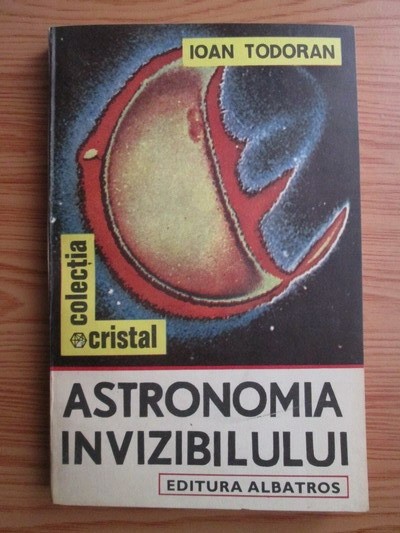 IOAN TODORAN
colecția
cristal
ASTRONOMIA
INVIZIBILULUI
EDITURA ALBATROS